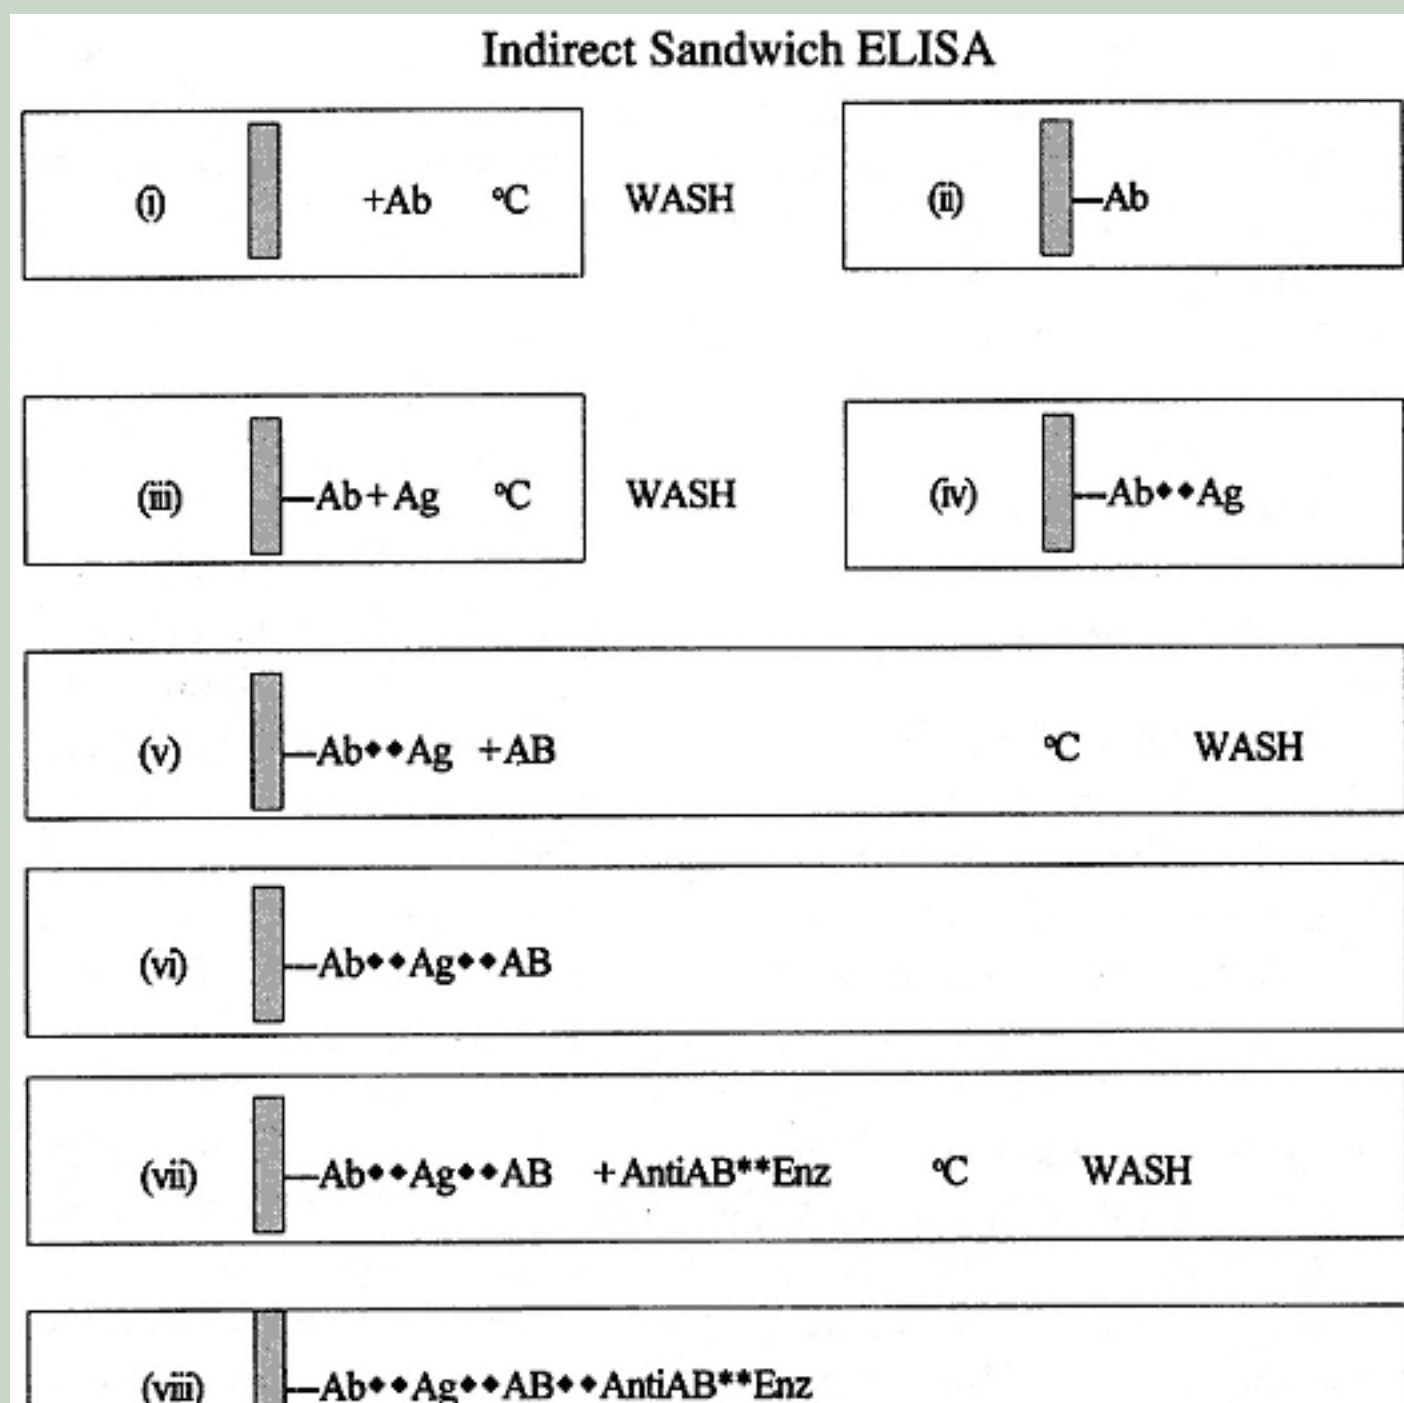 Indirect Sandwich ELISA
(i) +Ab °C WASH (ii) Ab
(iii) Ab+Ag °C WASH (iv) Ab◆◆Ag
(v) Ab◆◆Ag +AB °C WASH
(vi) Ab◆◆Ag◆◆AB
(vii) Ab◆◆Ag◆◆AB +AntiAB**Enz °C WASH
(viii) Ab◆◆Ag◆◆AB◆◆AntiAB**Enz